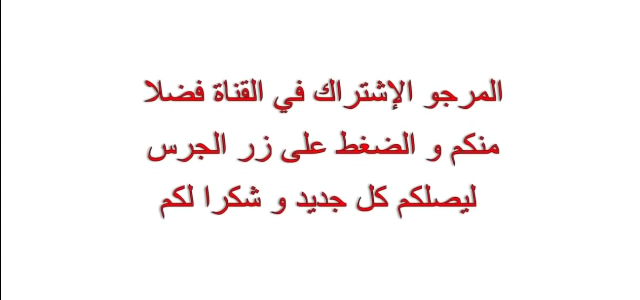 المرجو الإشتراك في القناة فضلا
منكم و الضغط على زر الجرس
ليصلكم كل جديد و شكرا لكم